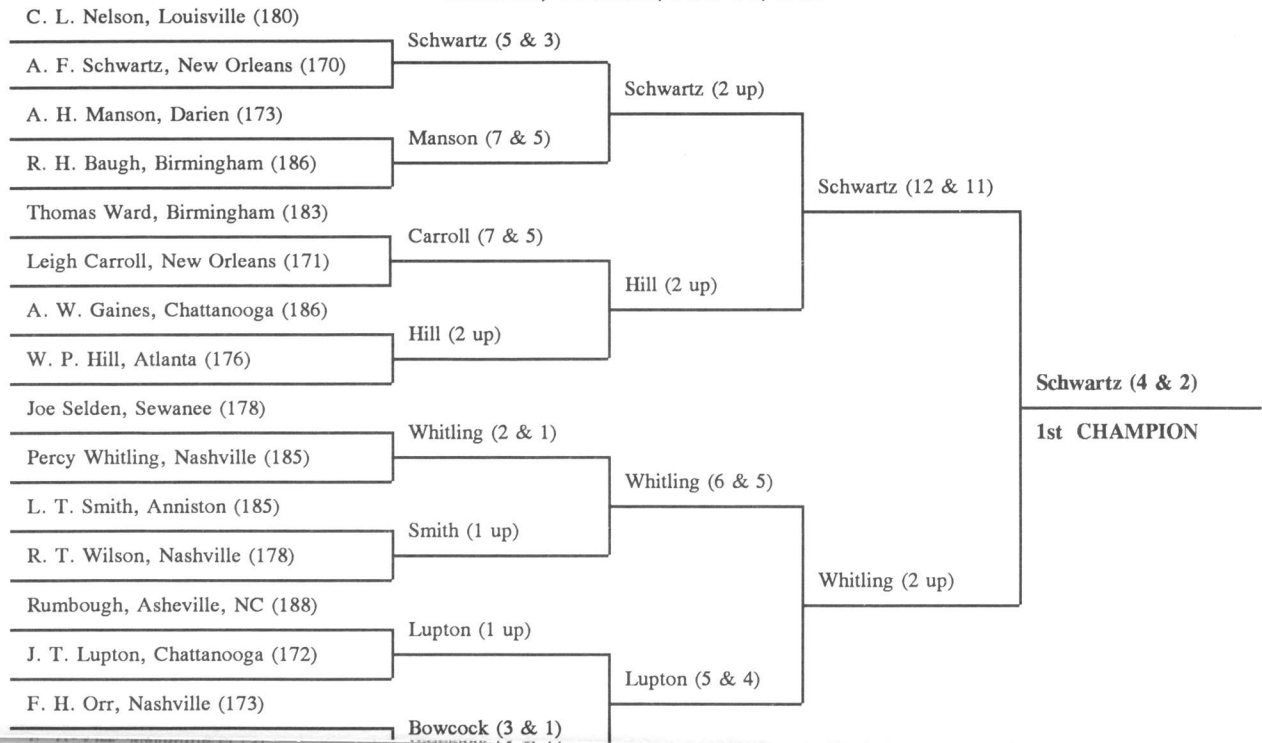 C. L. Nelson, Louisville (180)
A. F. Schwartz, New Orleans (170)
A. H. Manson, Darien (173)
R. H. Baugh, Birmingham (186)
Thomas Ward, Birmingham (183)
Leigh Carroll, New Orleans (171)
A. W. Gaines, Chattanooga (186)
W. P. Hill, Atlanta (176)
Joe Selden, Sewanee (178)
Percy Whitling, Nashville (185)
L. T. Smith, Anniston (185)
R. T. Wilson, Nashville (178)
Rumbough, Asheville, NC (188)
J. T. Lupton, Chattanooga (172)
F. H. Orr, Nashville (173)
Schwartz (5 & 3)
Manson (7 & 5)
Carroll (7 & 5)
Hill (2 up)
Whitling (2 & 1)
Smith (1 up)
Lupton (1 up)
Bowcock (3 & 1)
Schwartz (2 up)
Hill (2 up)
Whitling (6 & 5)
Lupton (5 & 4)
Schwartz (12 & 11)
Whitling (2 up)
Schwartz (4 & 2)
1st CHAMPION